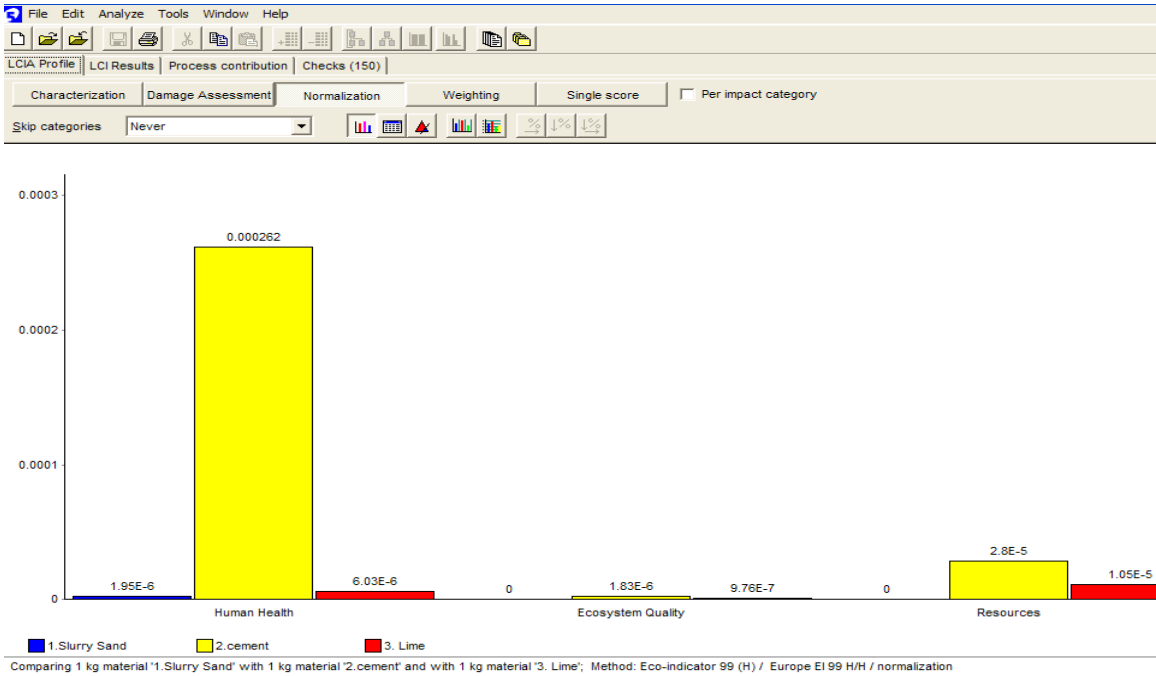 File Edit Analyze Tools Window Help
LCIA Profile LCI Results Process contribution Checks (150)
Characterization Damage Assessment Normalization Weighting Single score Per impact category
Skip categories Never
0.0003
0.000262
0.0002
0.0001
2.8E-5
1.95E-6 6.03E-6 0 1.83E-6 9.76E-7 0 1.05E-5
0
Human Health Ecosystem Quality Resources
1.Slurry Sand 2.cement 3. Lime
Comparing 1 kg material '1.Slurry Sand' with 1 kg material '2.cement' and with 1 kg material '3. Lime'; Method: Eco-indicator 99 (H) / Europe EI 99 H/H / normalization